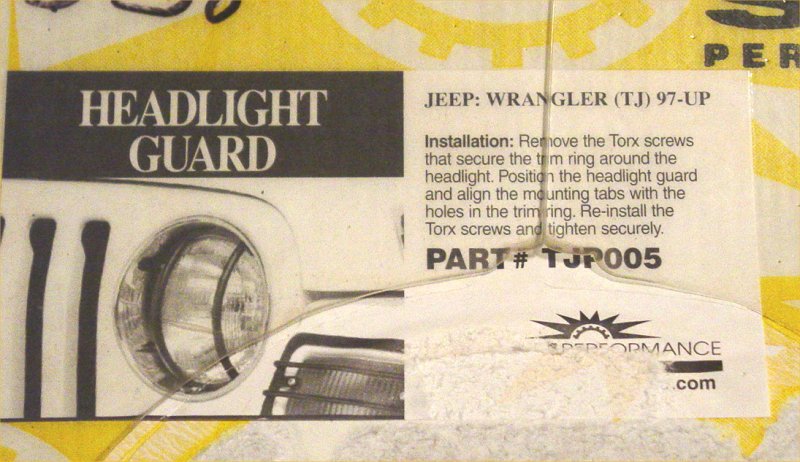 PER
HEADLIGHT
GUARD
JEEP: WRANGLER (TJ) 97-UP
Installation: Remove the Torx screws
that secure the trim ring around the
headlight. Position the headlight guard
and align the mounting tabs with the
holes in the trim ring. Re-install the
Torx screws and tighten securely.
PART# TJP005
PERFORMANCE
.com